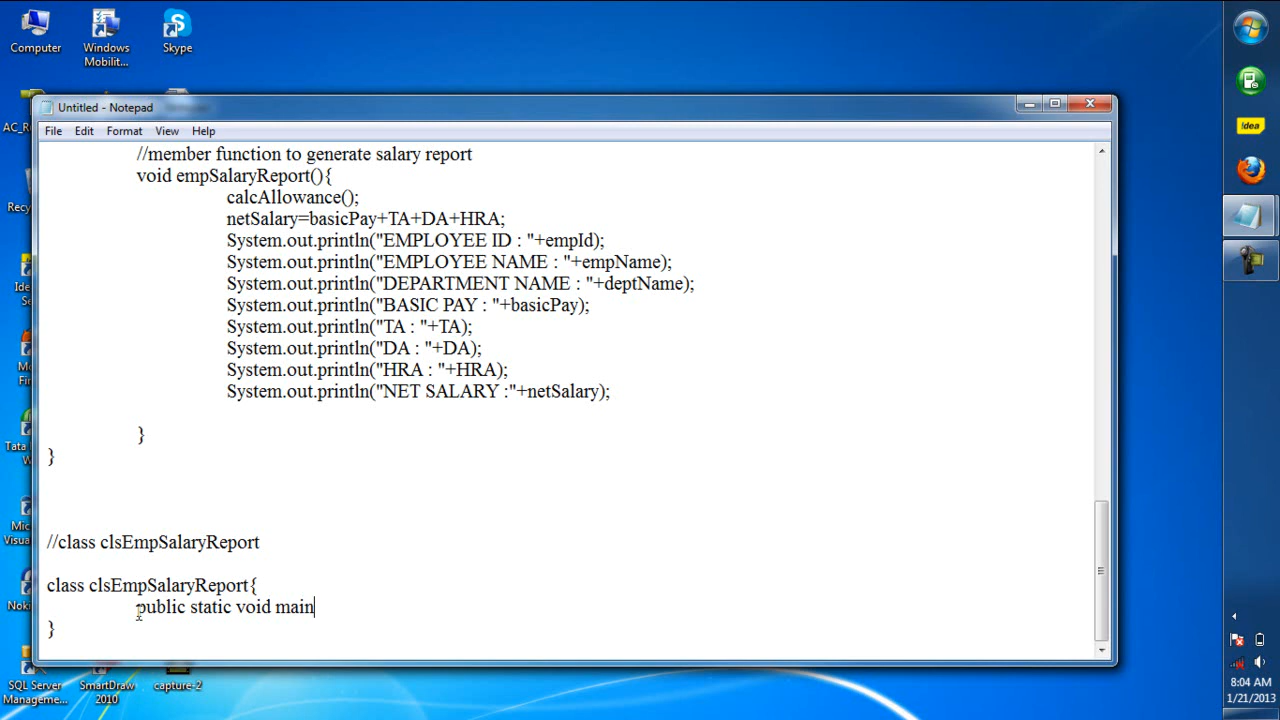 Computer
Windows
Mobilit...
Skype
Untitled - Notepad
File Edit Format View Help
//member function to generate salary report
void empSalaryReport(){
calcAllowance();
netSalary=basicPay+TA+DA+HRA;
System.out.println("EMPLOYEE ID : "+empId);
System.out.println("EMPLOYEE NAME : "+empName);
System.out.println("DEPARTMENT NAME : "+deptName);
System.out.println("BASIC PAY : "+basicPay);
System.out.println("TA : "+TA);
System.out.println("DA : "+DA);
System.out.println("HRA : "+HRA);
System.out.println("NET SALARY :"+netSalary);
}
}
//class clsEmpSalaryReport
class clsEmpSalaryReport{
public static void main
}
SQL Server
Manageme...
SmartDraw
2010
capture-2
!dea
8:04 AM
1/21/2013